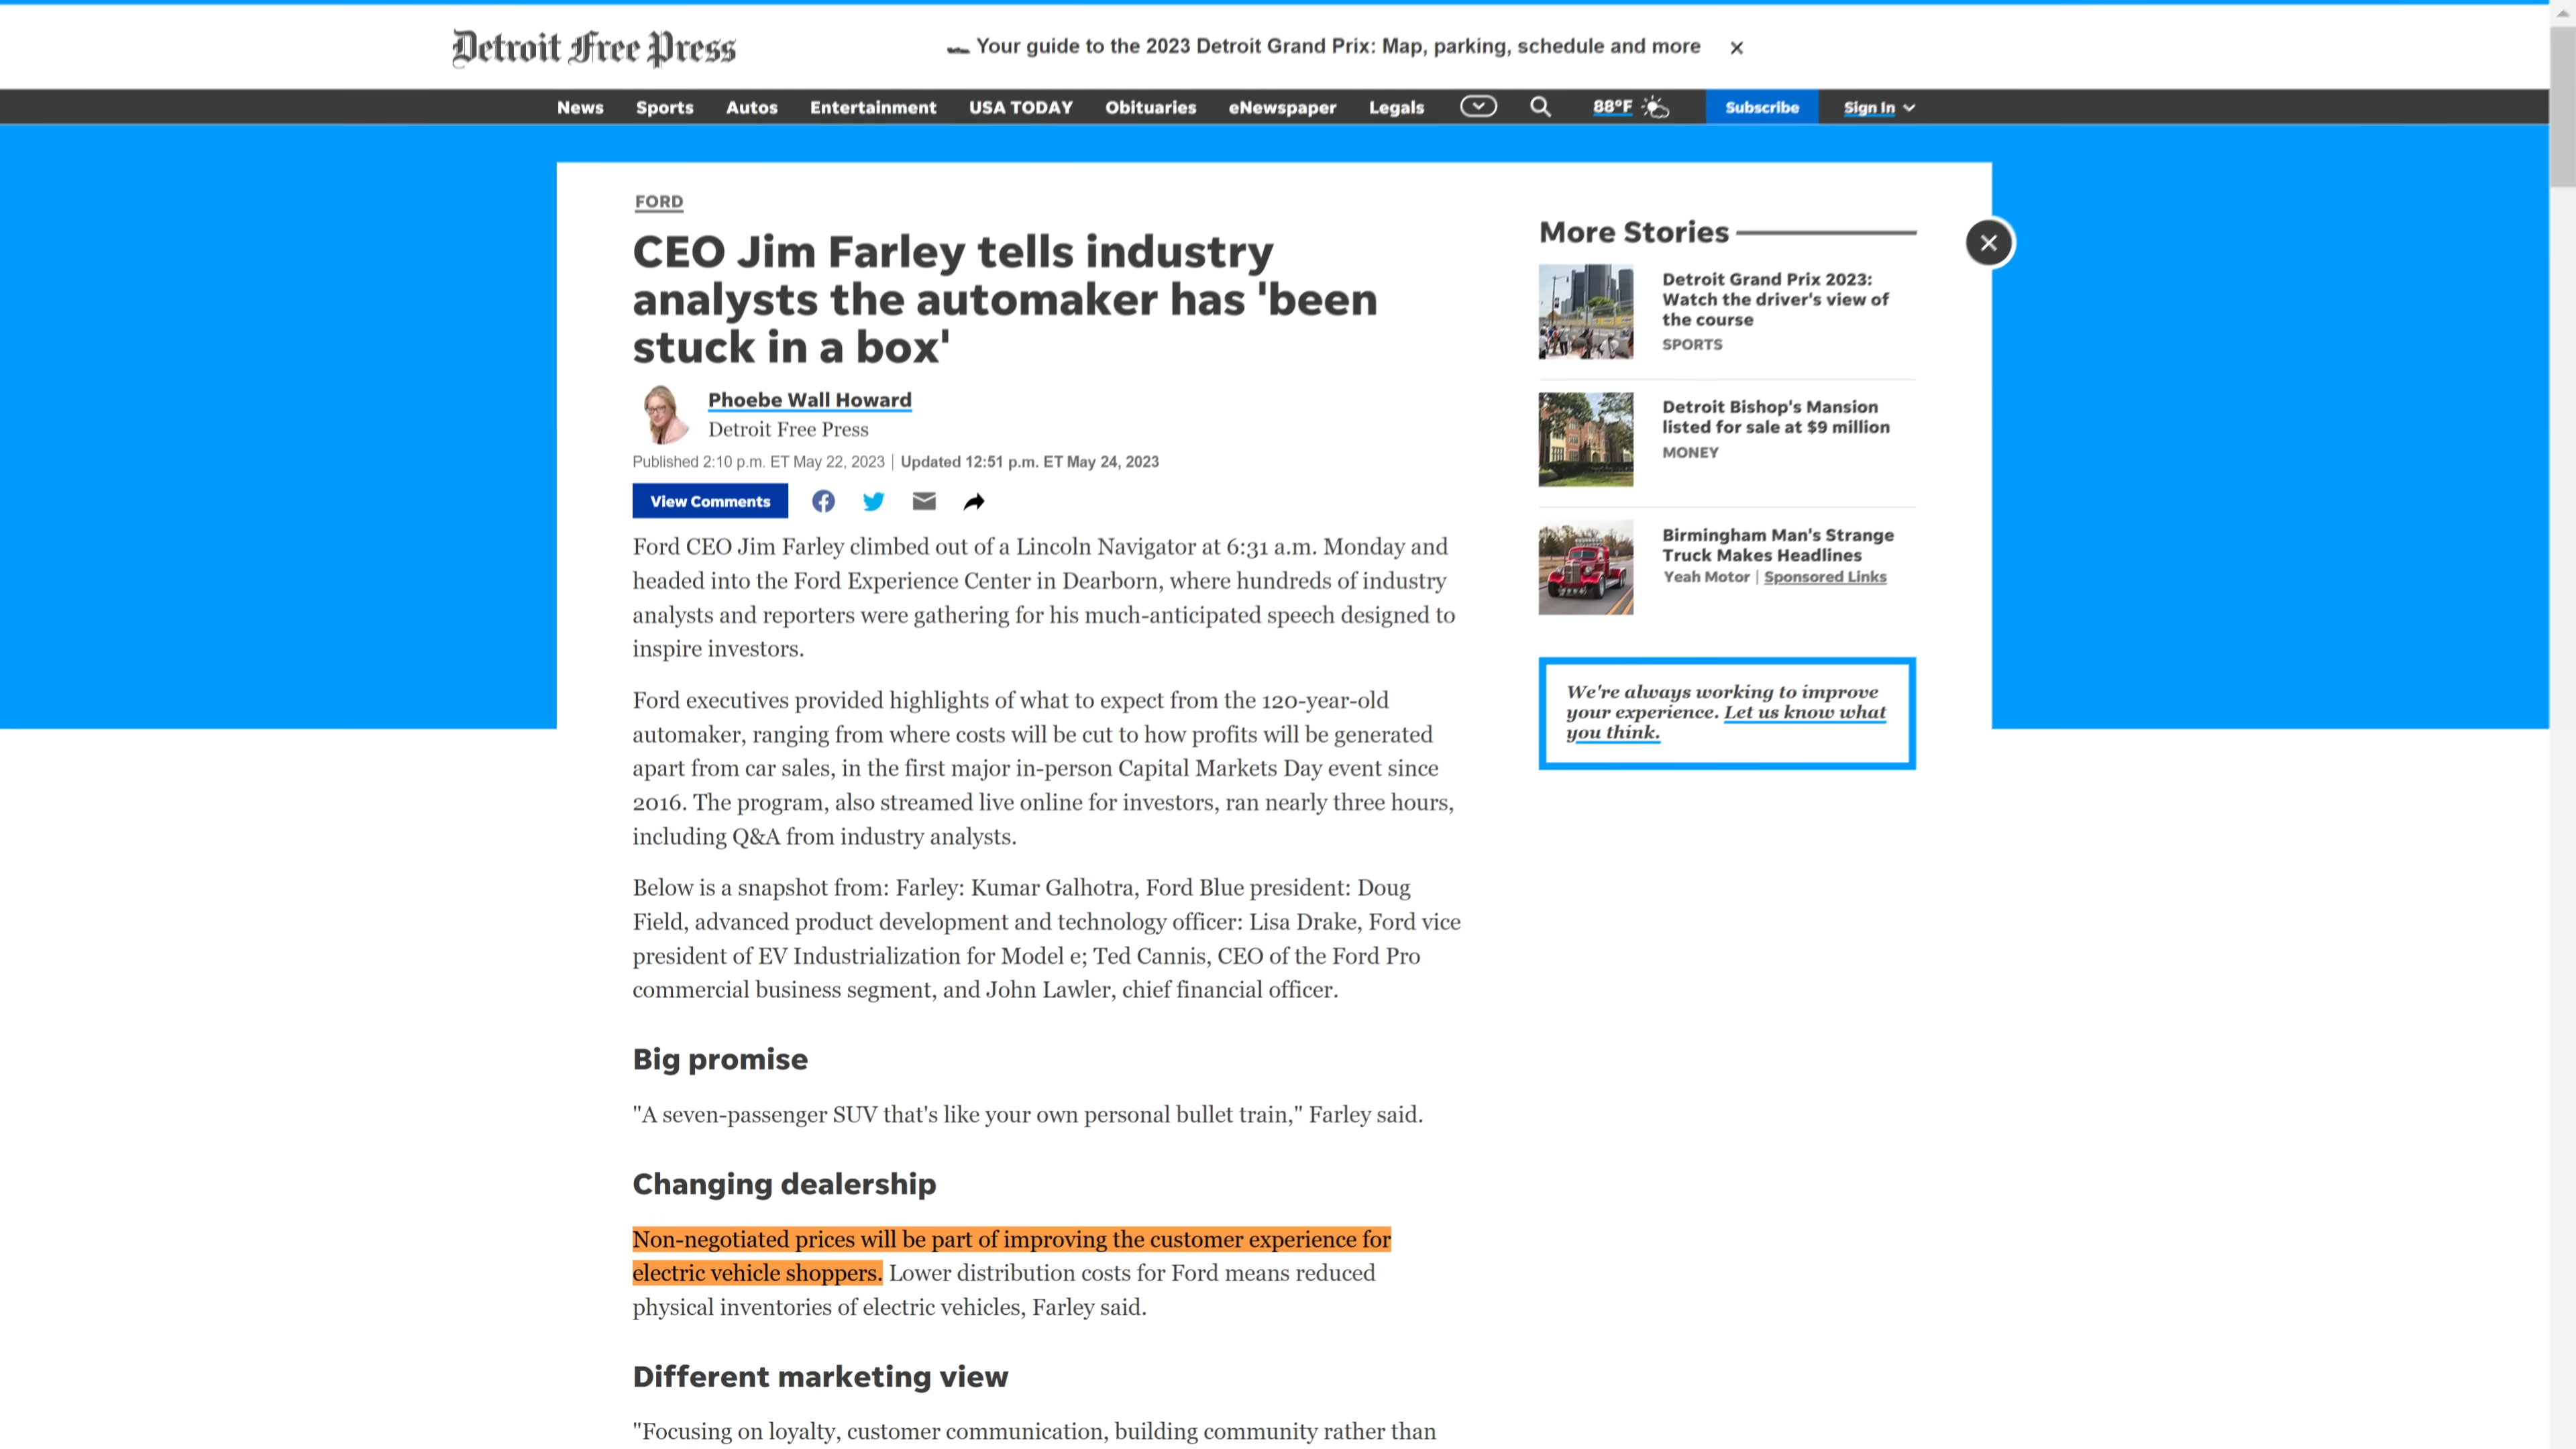 Detroit Free Press
Your guide to the 2023 Detroit Grand Prix: Map, parking, schedule and more
News Sports Autos Entertainment USA TODAY Obituaries eNewspaper Legals 88°F Subscribe Sign In
FORD
CEO Jim Farley tells industry
analysts the automaker has 'been
stuck in a box'
Phoebe Wall Howard
Detroit Free Press
Published 2:10 p.m. ET May 22, 2023 | Updated 12:51 p.m. ET May 24, 2023
View Comments
Ford CEO Jim Farley climbed out of a Lincoln Navigator at 6:31 a.m. Monday and
headed into the Ford Experience Center in Dearborn, where hundreds of industry
analysts and reporters were gathering for his much-anticipated speech designed to
inspire investors.
Ford executives provided highlights of what to expect from the 120-year-old
automaker, ranging from where costs will be cut to how profits will be generated
apart from car sales, in the first major in-person Capital Markets Day event since
2016. The program, also streamed live online for investors, ran nearly three hours,
including Q&A from industry analysts.
Below is a snapshot from: Farley: Kumar Galhotra, Ford Blue president: Doug
Field, advanced product development and technology officer: Lisa Drake, Ford vice
president of EV Industrialization for Model e; Ted Cannis, CEO of the Ford Pro
commercial business segment, and John Lawler, chief financial officer.
Big promise
"A seven-passenger SUV that's like your own personal bullet train," Farley said.
Changing dealership
Non-negotiated prices will be part of improving the customer experience for
electric vehicle shoppers. Lower distribution costs for Ford means reduced
physical inventories of electric vehicles, Farley said.
Different marketing view
"Focusing on loyalty, customer communication, building community rather than
More Stories
Detroit Grand Prix 2023:
Watch the driver's view of
the course
SPORTS
Detroit Bishop's Mansion
listed for sale at $9 million
MONEY
Birmingham Man's Strange
Truck Makes Headlines
Yeah Motor | Sponsored Links
We're always working to improve
your experience. Let us know what
you think.